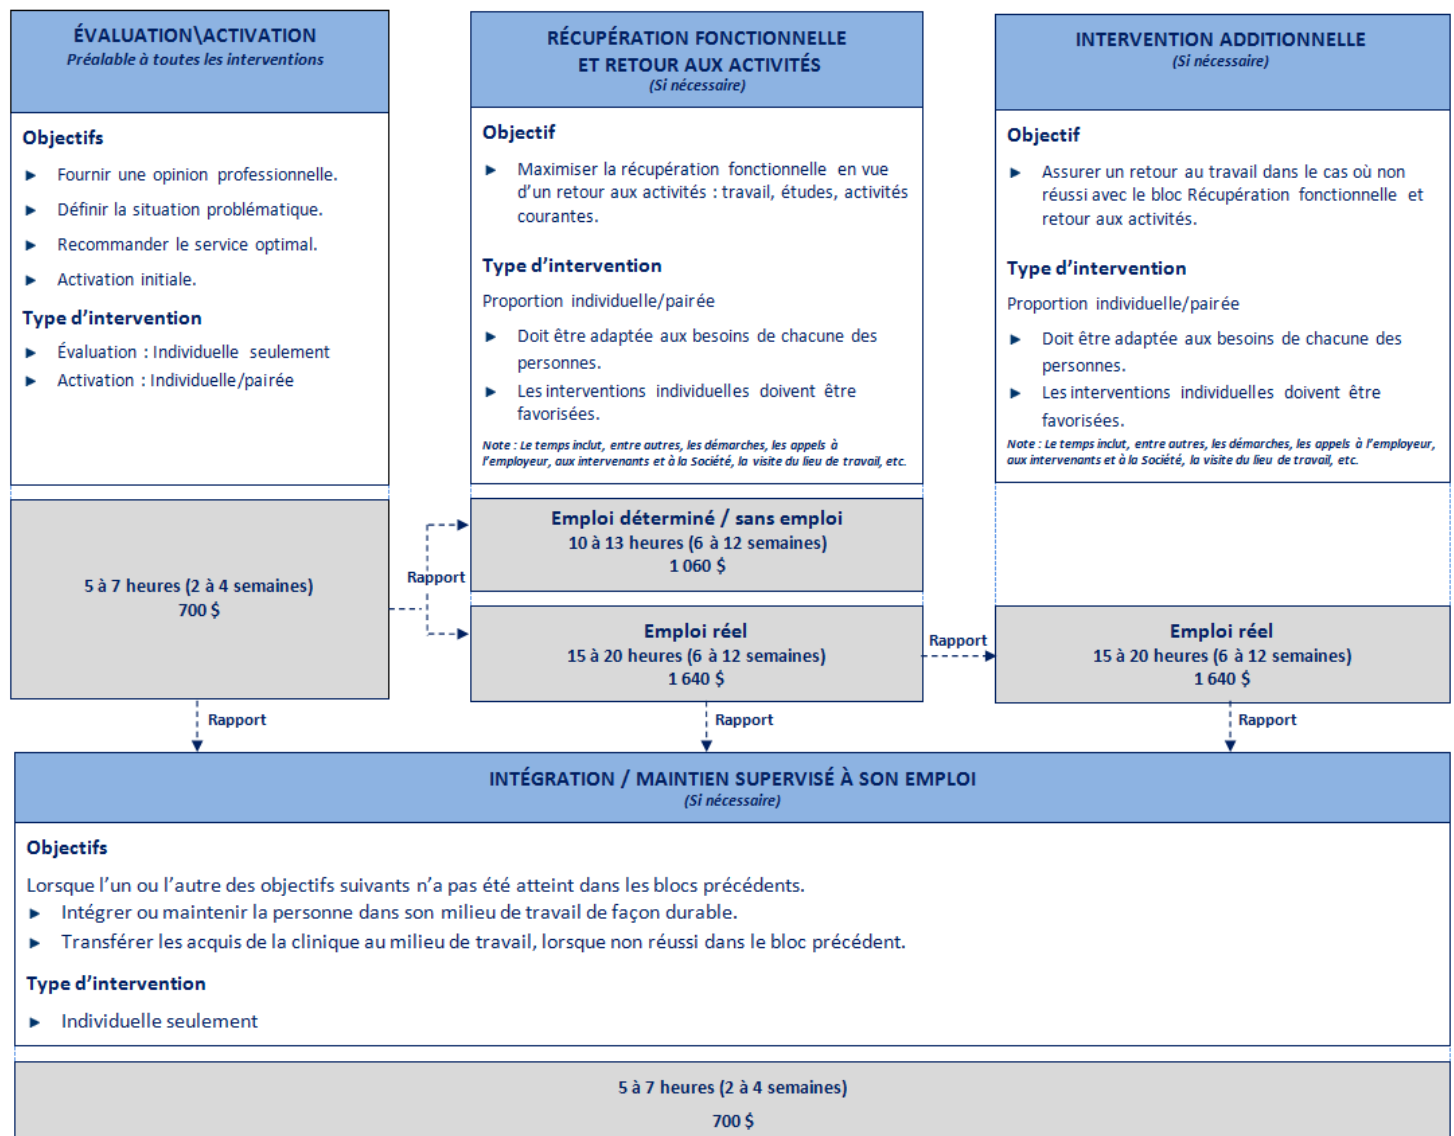 ÉVALUATION\ACTIVATION
Préalable à toutes les interventions
Objectifs
► Fournir une opinion professionnelle.
► Définir la situation problématique.
► Recommander le service optimal.
► Activation initiale.
Type d’intervention
► Évaluation : Individuelle seulement
► Activation : Individuelle/pairée
5 à 7 heures (2 à 4 semaines)
700 $
RÉCUPÉRATION FONCTIONNELLE
ET RETOUR AUX ACTIVITÉS
(Si nécessaire)
Objectif
► Maximiser la récupération fonctionnelle en vue
d’un retour aux activités : travail, études, activités
courantes.
Type d’intervention
Proportion individuelle/pairée
► Doit être adaptée aux besoins de chacune des
personnes.
► Les interventions individuelles doivent être
favorisées.
Note : Le temps inclut, entre autres, les démarches, les appels à
l’employeur, aux intervenants et à la Société, la visite du lieu de travail, etc.
Rapport
Emploi déterminé / sans emploi
10 à 13 heures (6 à 12 semaines)
1 060 $
Emploi réel
15 à 20 heures (6 à 12 semaines)
1 640 $
INTERVENTION ADDITIONNELLE
(Si nécessaire)
Objectif
► Assurer un retour au travail dans le cas où non
réussi avec le bloc Récupération fonctionnelle et
retour aux activités.
Type d’intervention
Proportion individuelle/pairée
► Doit être adaptée aux besoins de chacune des
personnes.
► Les interventions individuelles doivent être
favorisées.
Note : Le temps inclut, entre autres, les démarches, les appels à l’employeur,
aux intervenants et à la Société, la visite du lieu de travail, etc.
Rapport
Emploi réel
15 à 20 heures (6 à 12 semaines)
1 640 $
Rapport
Rapport
Rapport
INTÉGRATION / MAINTIEN SUPERVISÉ À SON EMPLOI
(Si nécessaire)
Objectifs
Lorsque l’un ou l’autre des objectifs suivants n’a pas été atteint dans les blocs précédents.
► Intégrer ou maintenir la personne dans son milieu de travail de façon durable.
► Transférer les acquis de la clinique au milieu de travail, lorsque non réussi dans le bloc précédent.
Type d’intervention
► Individuelle seulement
5 à 7 heures (2 à 4 semaines)
700 $